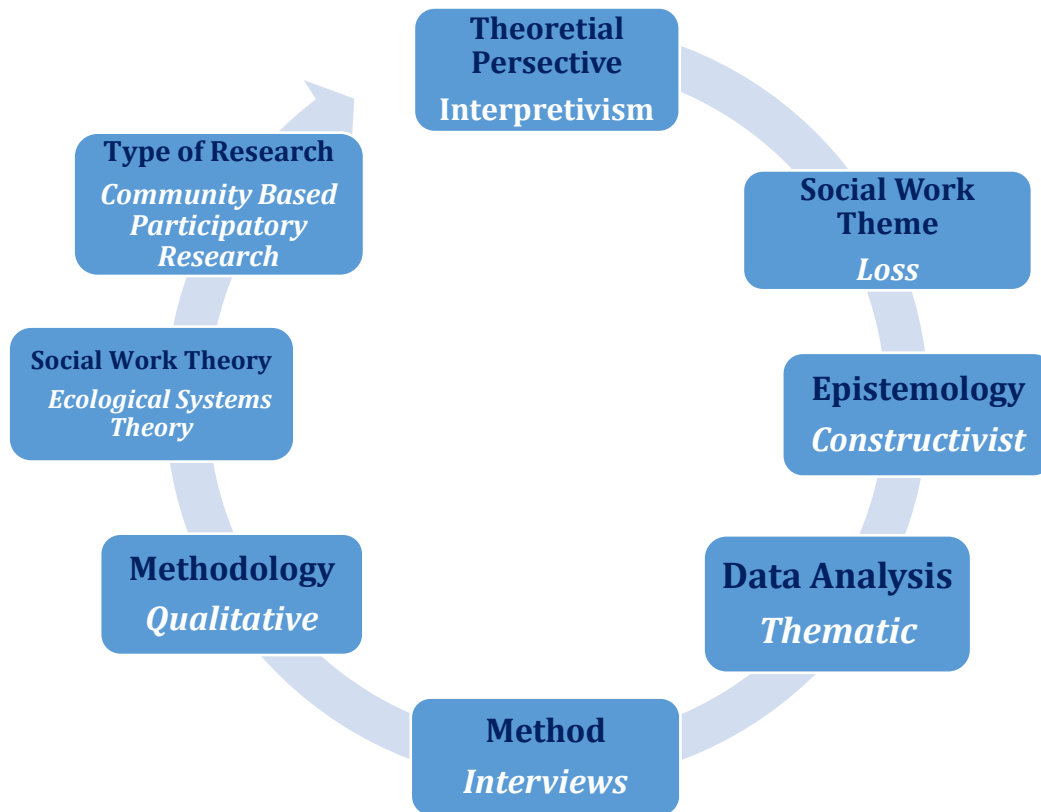 Theoretial
Persective
Interpretivism
Social Work
Theme
Loss
Epistemology
Constructivist
Data Analysis
Thematic
Method
Interviews
Methodology
Qualitative
Social Work Theory
Ecological Systems
Theory
Type of Research
Community Based
Participatory
Research